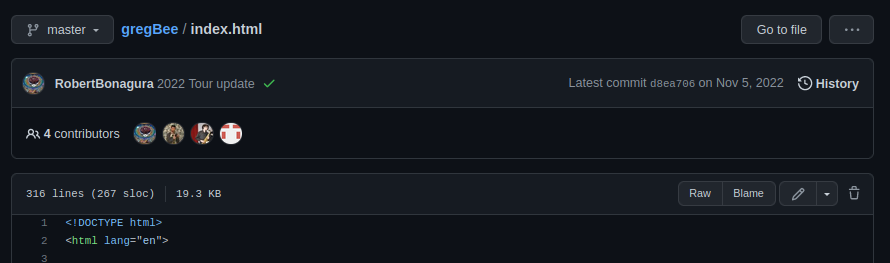 master gregBee / index.html Go to file ...
RobertBonagura 2022 Tour update Latest commit d8ea706 on Nov 5, 2022 History
4 contributors
316 lines (267 sloc) 19.3 KB Raw Blame
1 <!DOCTYPE html>
2 <html lang="en">
3